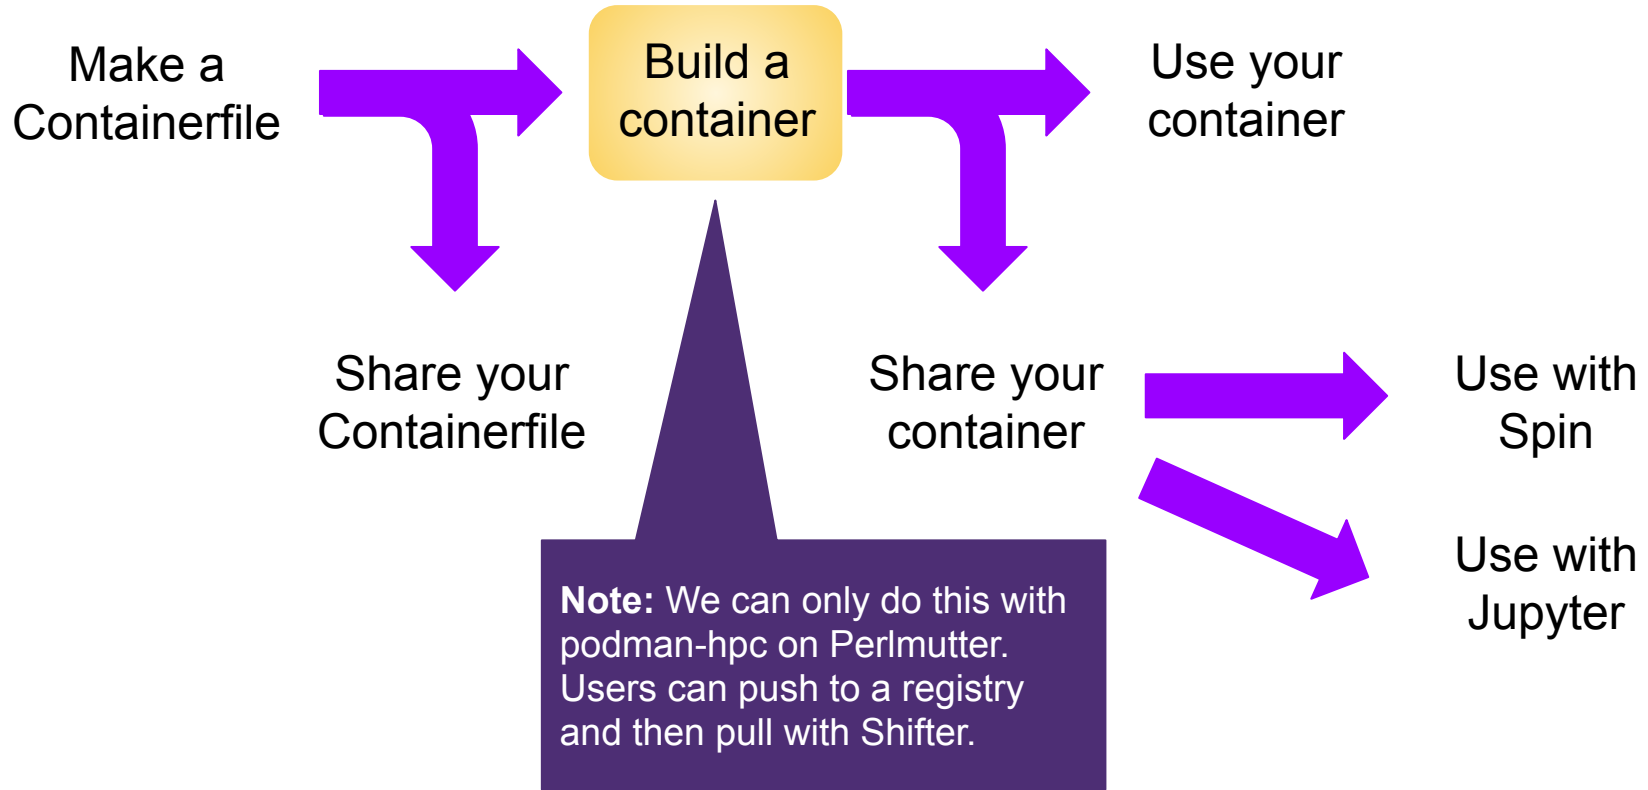 Make a
Containerfile
Build a
container
Use your
container
Share your
Containerfile
Share your
container
Use with
Spin
Use with
Jupyter
Note: We can only do this with
podman-hpc on Perlmutter.
Users can push to a registry
and then pull with Shifter.